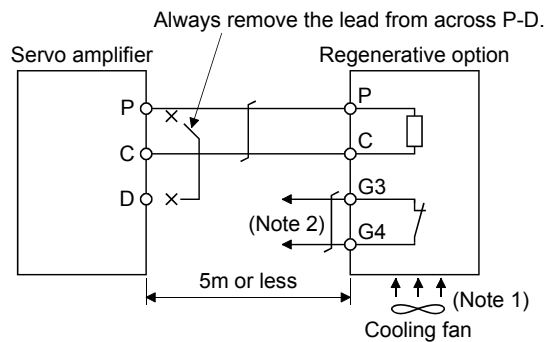 Always remove the lead from across P-D.
Servo amplifier
Regenerative option
P
P
C
C
D
G3
(Note 2)
G4
5m or less
(Note 1)
Cooling fan